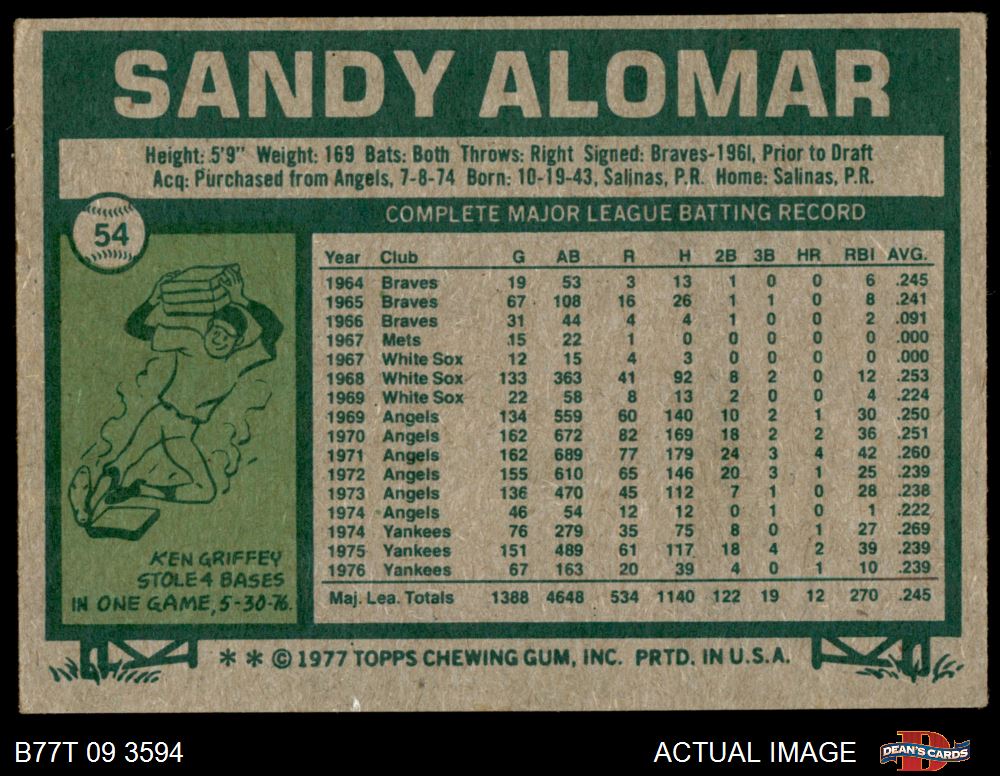 SANDY ALOMAR
Height: 5'9" Weight: 169 Bats: Both Throws: Right Signed: Braves-1961, Prior to Draft
Acq: Purchased from Angels, 7-8-74 Born: 10-19-43, Salinas, P.R. Home: Salinas, P.R.
54
COMPLETE MAJOR LEAGUE BATTING RECORD
Year Club G AB R H 2B 3B HR RBI AVG.
1964 Braves 19 53 3 13 1 0 0 6 .245
1965 Braves 67 108 16 26 1 1 0 8 .241
1966 Braves 31 44 4 4 1 0 0 2 .091
1967 Mets 15 22 1 0 0 0 0 0 .000
1967 White Sox 12 15 4 3 0 0 0 0 .000
1968 White Sox 133 363 41 92 8 2 0 12 .253
1969 White Sox 22 58 8 13 2 0 0 4 .224
1969 Angels 134 559 60 140 10 2 1 30 .250
1970 Angels 162 672 82 169 18 2 2 36 .251
1971 Angels 162 689 77 179 24 3 4 42 .260
1972 Angels 155 610 65 146 20 3 1 25 .239
1973 Angels 136 470 45 112 7 1 0 28 .238
1974 Angels 46 54 12 12 0 1 0 1 .222
1974 Yankees 76 279 35 75 8 0 1 27 .269
1975 Yankees 151 489 61 117 18 4 2 39 .239
1976 Yankees 67 163 20 39 4 0 1 10 .239
Maj. Lea. Totals 1388 4648 534 1140 122 19 12 270 .245
KEN GRIFFEY
STOLE 4 BASES
IN ONE GAME, 5-30-76.
* * © 1977 TOPPS CHEWING GUM, INC. PRTD. IN U.S.A.
B77T 09 3594
ACTUAL IMAGE
D
DEAN'S CARDS